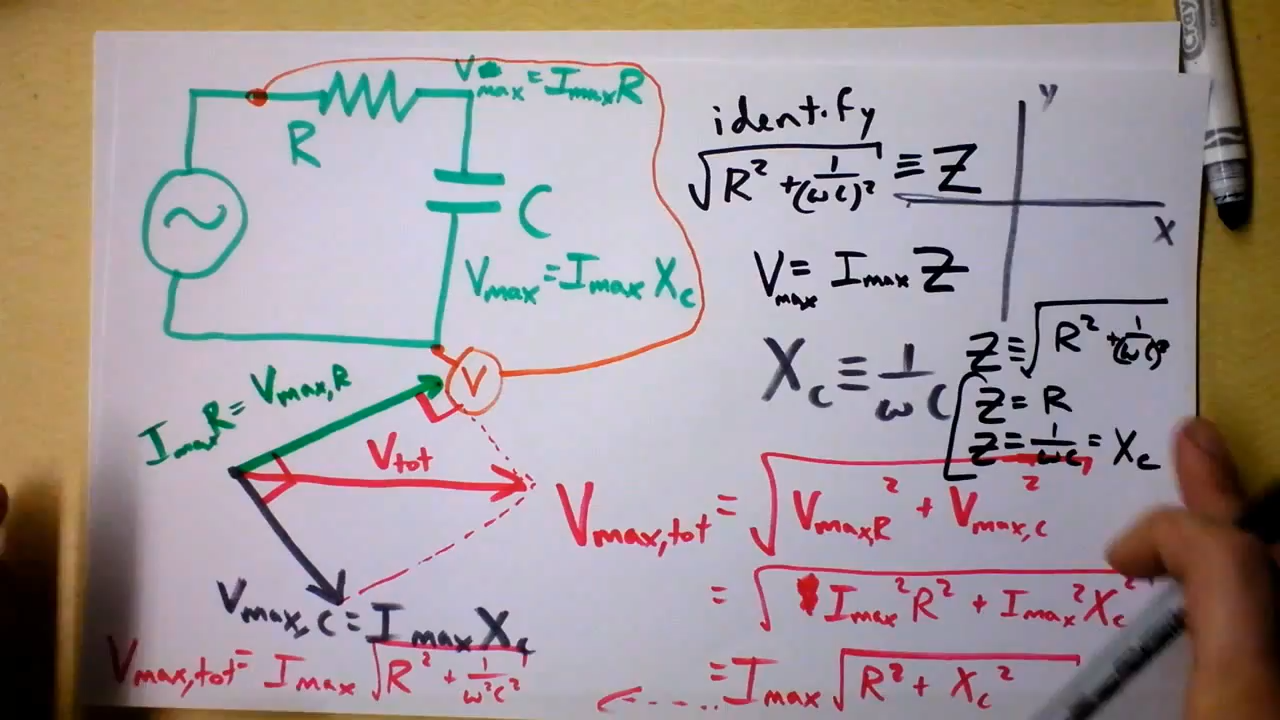 V max = I max R
R
C
V max = I max X c
I max R = V max,R
V tot
V
V max,C = I max X c
V max,tot = I max √(R² + 1/(ω²C²))
identify
√(R² + 1/(ωC)²) ≡ Z
y
x
V max = I max Z
X c ≡ 1/(ωC)
Z ≡ √(R² + 1/(ωC)²)
Z = R
Z = 1/(ωC) = X c
V max,tot = √(V max,R² + V max,C²)
= √(I max² R² + I max² X c²)
= I max √(R² + X c²)
Cray